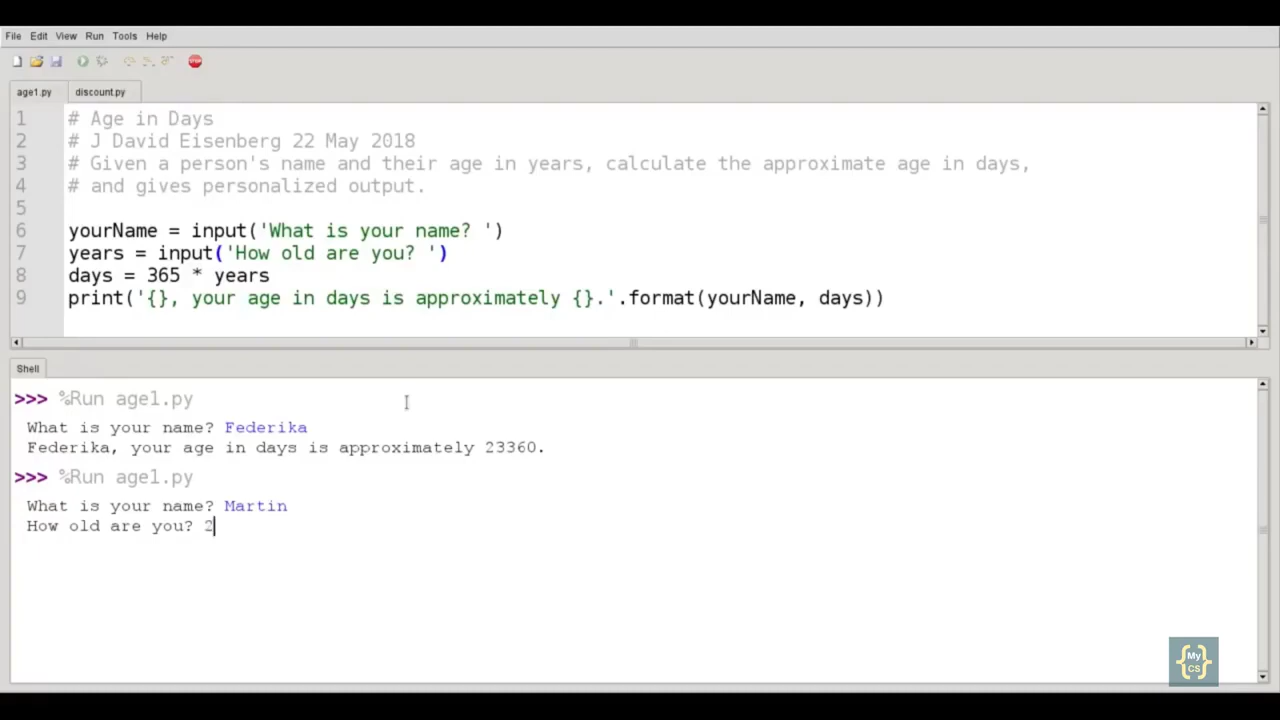 File Edit View Run Tools Help
STOP
age1.py discount.py
1 # Age in Days
2 # J David Eisenberg 22 May 2018
3 # Given a person's name and their age in years, calculate the approximate age in days,
4 # and gives personalized output.
5
6 yourName = input('What is your name? ')
7 years = input('How old are you? ')
8 days = 365 * years
9 print('{}, your age in days is approximately {}.'.format(yourName, days))
Shell
>>> %Run age1.py
What is your name? Federika
Federika, your age in days is approximately 23360.
>>> %Run age1.py
What is your name? Martin
How old are you? 2
{My CS}